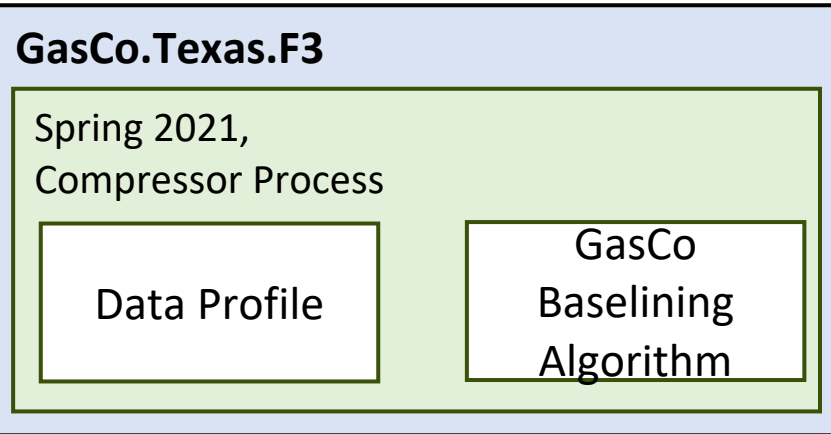 GasCo.Texas.F3
Spring 2021,
Compressor Process
Data Profile
GasCo
Baselining
Algorithm